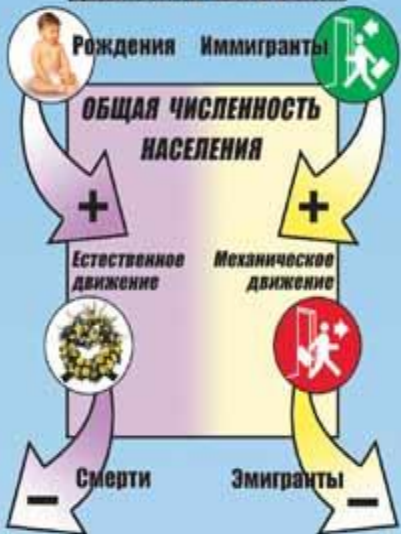 Рождения Иммигранты
ОБЩАЯ ЧИСЛЕННОСТЬ
НАСЕЛЕНИЯ
+ +
Естественное
движение
Механическое
движение
Смерти Эмигранты
– –